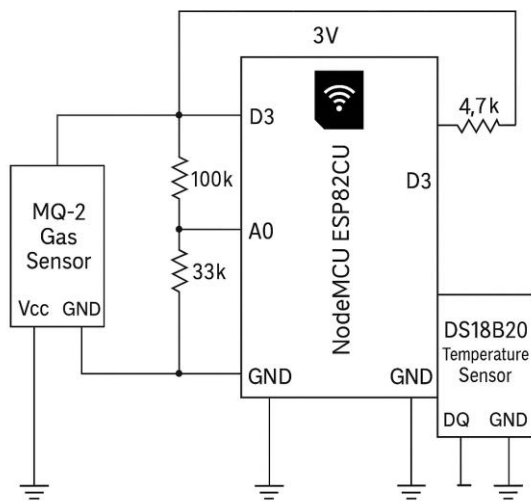 3V
D3
4,7k
100k
D3
MQ-2
Gas
Sensor
A0
NodeMCU ESP82CU
33k
Vcc GND
DS18B20
Temperature
Sensor
GND
GND
DQ GND